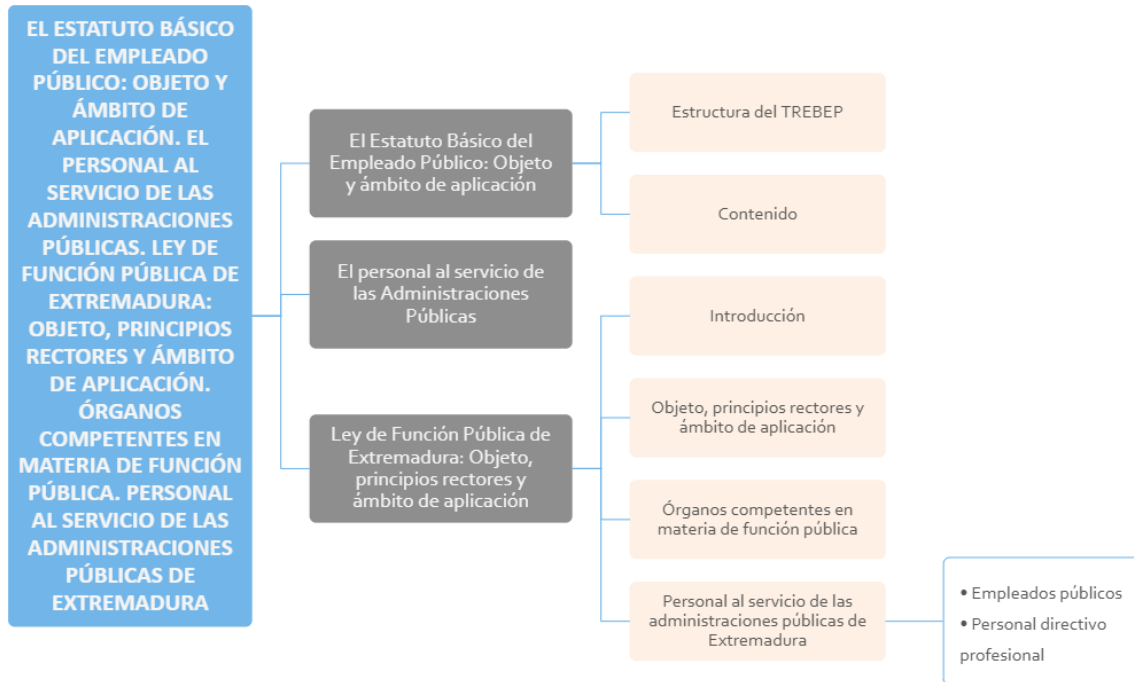 EL ESTATUTO BÁSICO
DEL EMPLEADO
PÚBLICO: OBJETO Y
ÁMBITO DE
APLICACIÓN. EL
PERSONAL AL
SERVICIO DE LAS
ADMINISTRACIONES
PÚBLICAS. LEY DE
FUNCIÓN PÚBLICA DE
EXTREMADURA:
OBJETO, PRINCIPIOS
RECTORES Y ÁMBITO
DE APLICACIÓN.
ÓRGANOS
COMPETENTES EN
MATERIA DE FUNCIÓN
PÚBLICA. PERSONAL
AL SERVICIO DE LAS
ADMINISTRACIONES
PÚBLICAS DE
EXTREMADURA
El Estatuto Básico del
Empleado Público: Objeto
y ámbito de aplicación
Estructura del TREBEP
Contenido
El personal al servicio de
las Administraciones
Públicas
Ley de Función Pública de
Extremadura: Objeto,
principios rectores y
ámbito de aplicación
Introducción
Objeto, principios rectores y
ámbito de aplicación
Órganos competentes en
materia de función pública
Personal al servicio de las
administraciones públicas de
Extremadura
• Empleados públicos
• Personal directivo
profesional